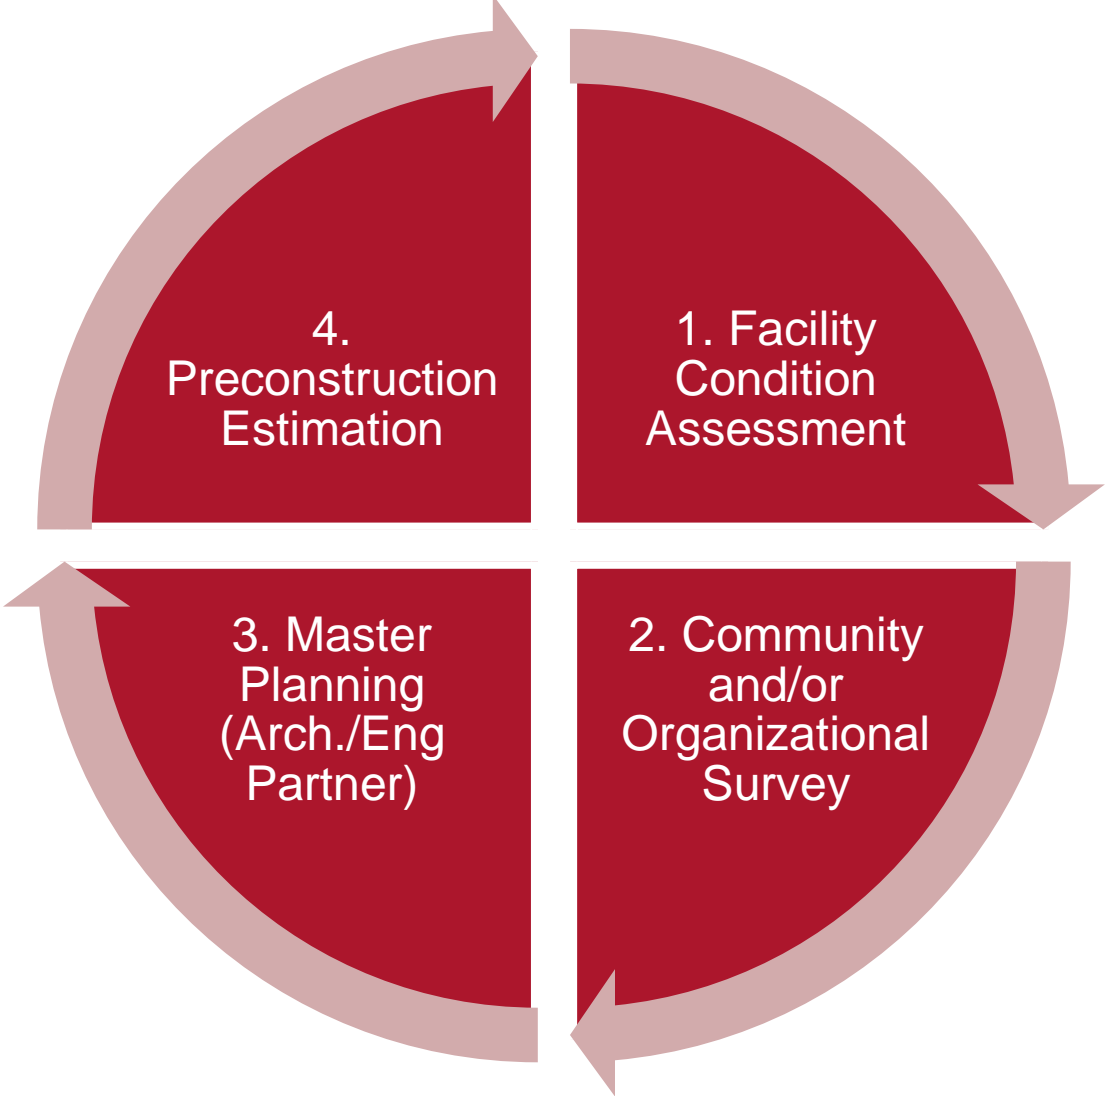 1. Facility
Condition
Assessment
2. Community
and/or
Organizational
Survey
3. Master
Planning
(Arch./Eng
Partner)
4.
Preconstruction
Estimation